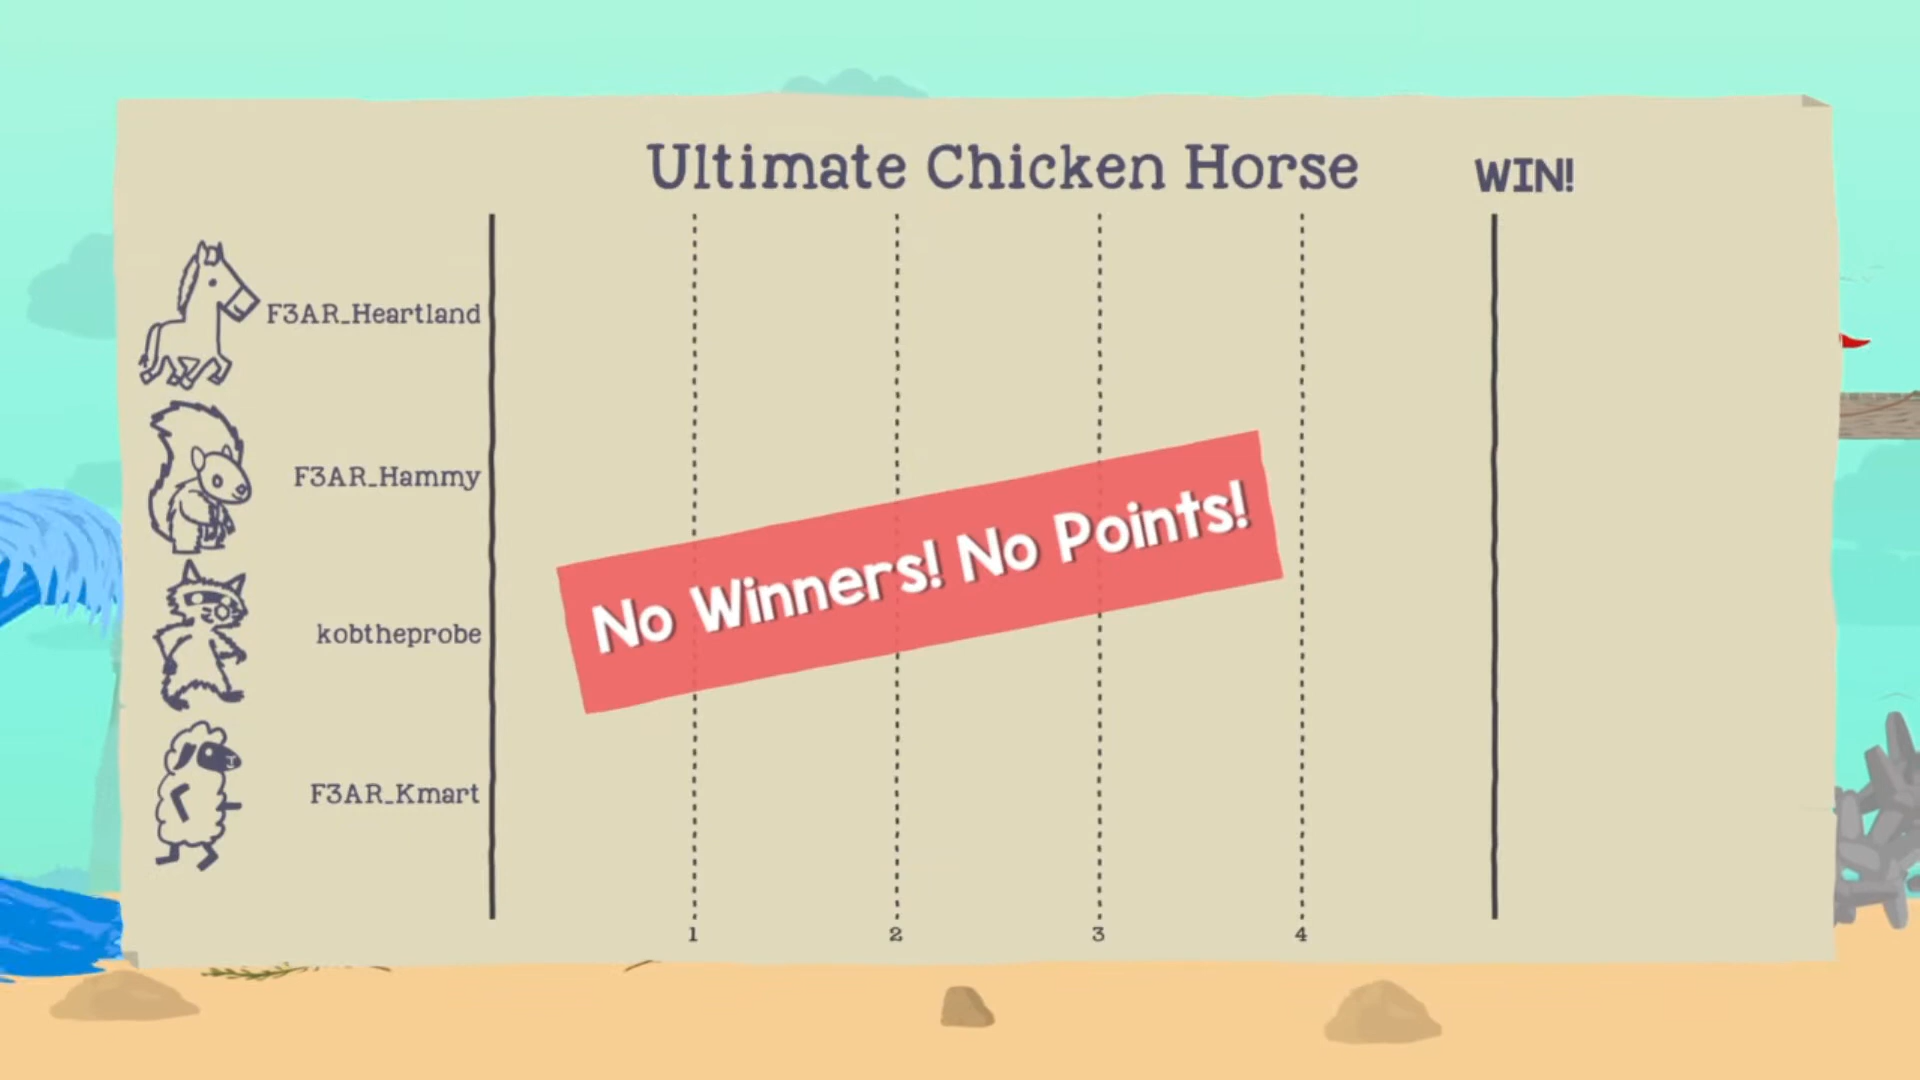 Ultimate Chicken Horse
WIN!
F3AR_Heartland
F3AR_Hammy
No Winners! No Points!
kobtheprobe
F3AR_Kmart
1 2 3 4